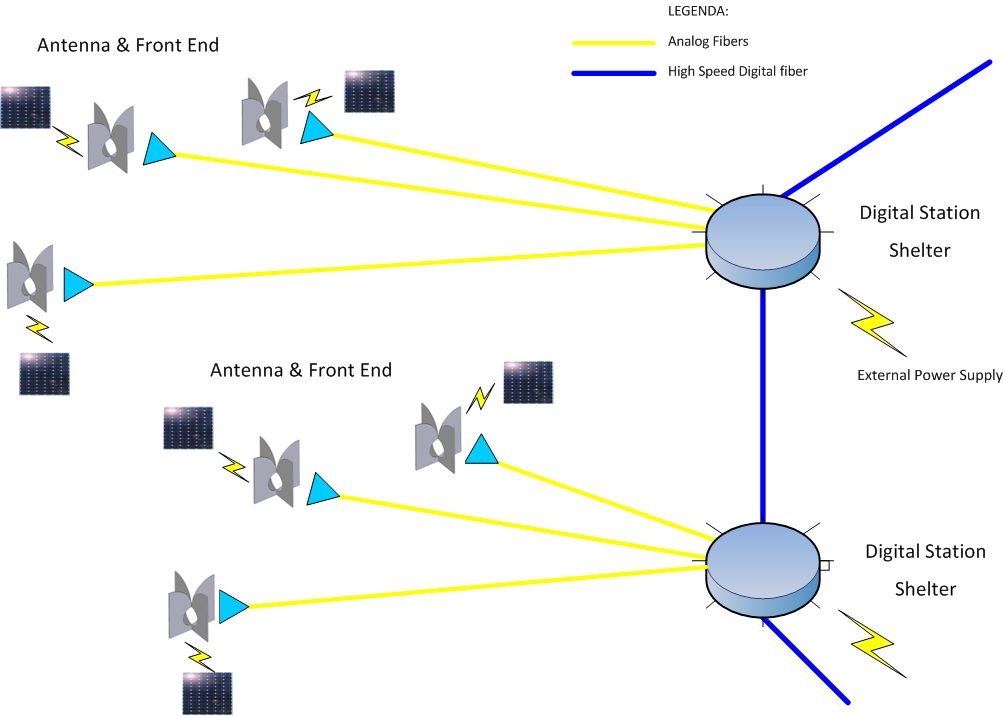 LEGENDA:
Antenna & Front End
Analog Fibers
High Speed Digital fiber
Digital Station
Shelter
External Power Supply
Antenna & Front End
Digital Station
Shelter